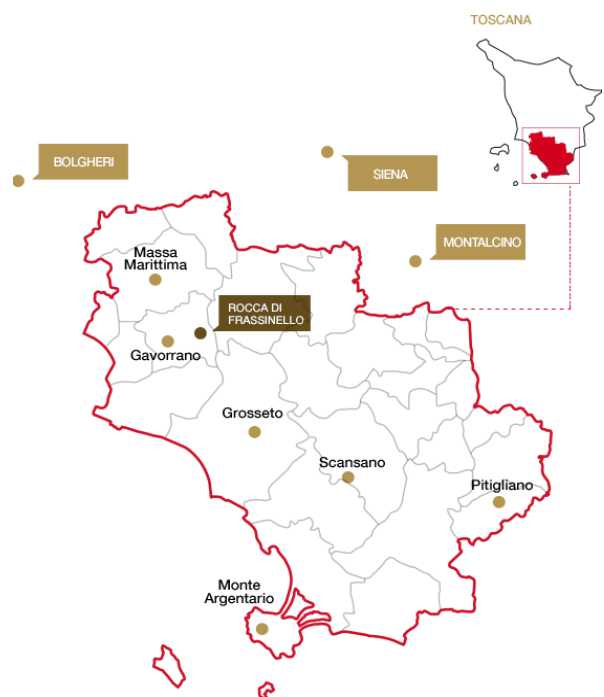 TOSCANA
BOLGHERI
SIENA
MONTALCINO
Massa
Marittima
ROCCA DI
FRASSINELLO
Gavorrano
Grosseto
Scansano
Pitigliano
Monte
Argentario